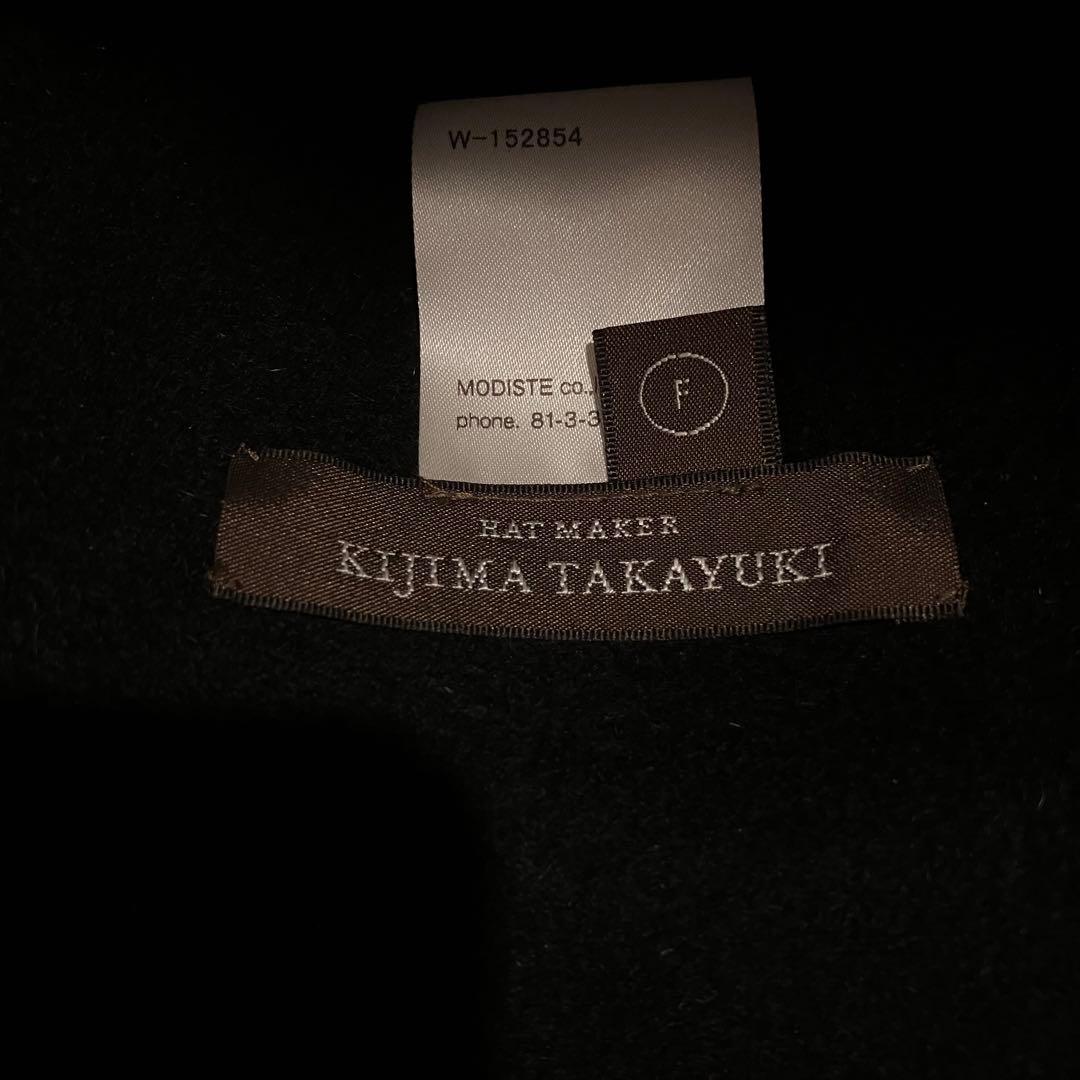 W-152854
MODISTE co.,
phone. 81-3-3
F
HAT MAKER
KIJIMA TAKAYUKI